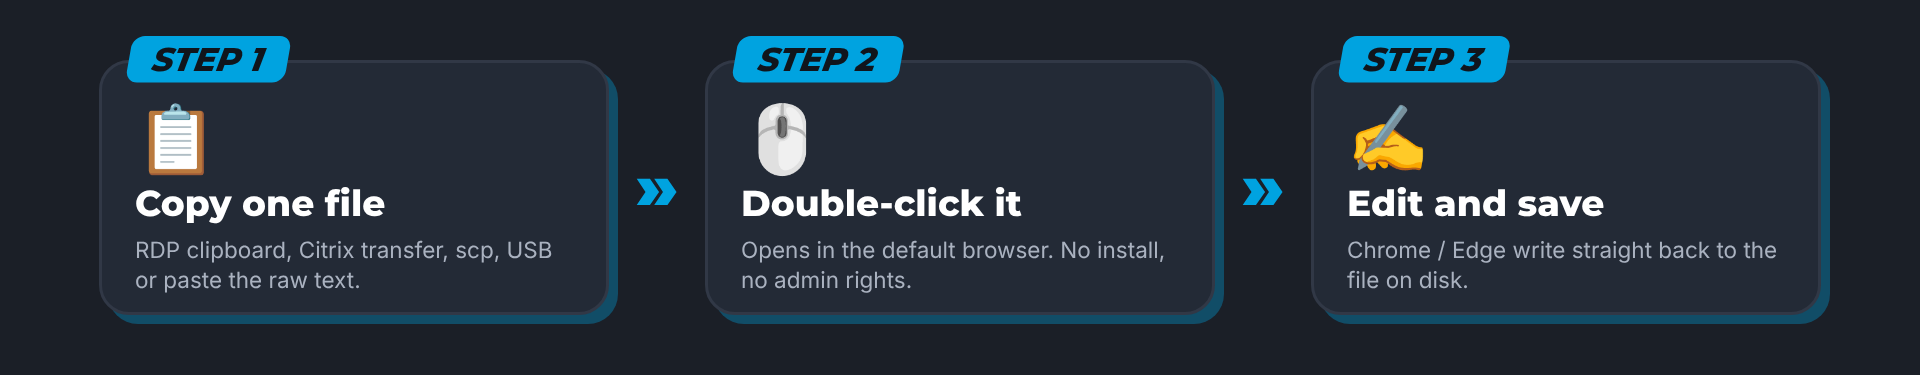 STEP 1
Copy one file
RDP clipboard, Citrix transfer, scp, USB
or paste the raw text.
STEP 2
Double-click it
Opens in the default browser. No install,
no admin rights.
STEP 3
Edit and save
Chrome / Edge write straight back to the
file on disk.